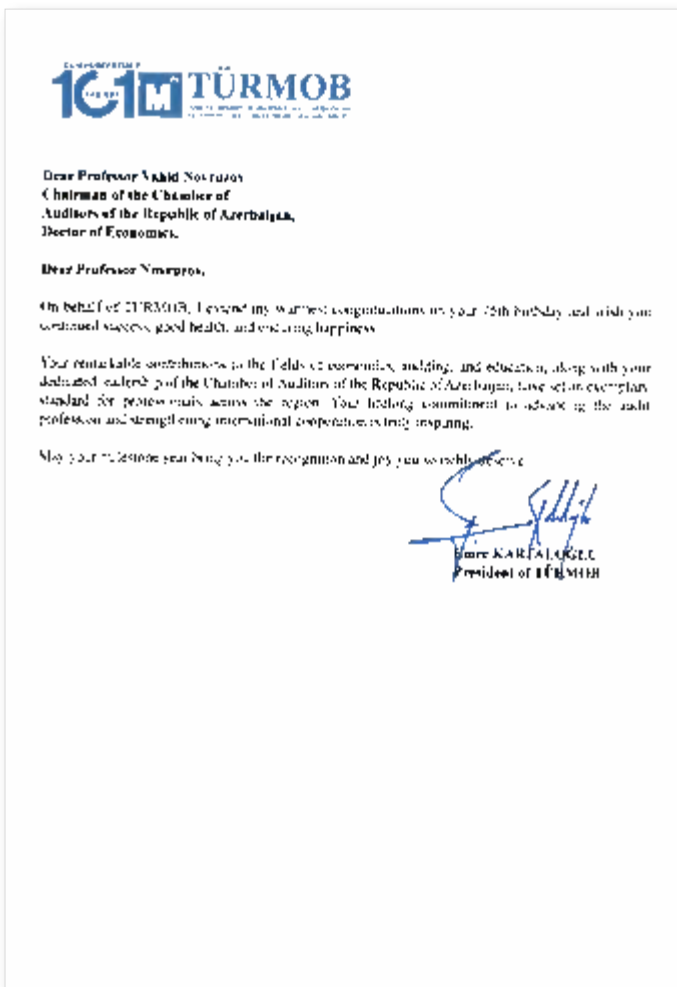 101 M TÜRMOB
Dear Professor Vahid Novruzov
Chairman of the Chamber of
Auditors of the Republic of Azerbaijan,
Doctor of Economics.
Dear Professor Novruzov,
On behalf of TÜRMOB, I extend my warmest congratulations on your 75th birthday and wish you
continued success, good health, and enduring happiness.
Your remarkable contributions to the fields of economics, auditing, and education, along with your
dedicated leadership of the Chamber of Auditors of the Republic of Azerbaijan, have set an exemplary
standard for professionals across the region. Your lifelong commitment to advancing the audit
profession and strengthening international cooperation is truly inspiring.
May your milestone year bring you the recognition and joy you so richly deserve.
Emre KARTALOĞLU
President of TÜRMOB